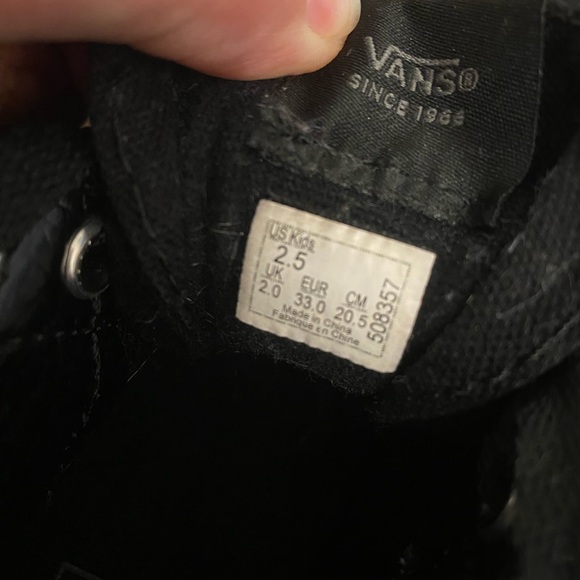 VANS®
SINCE 1966
US Kids
2.5
UK EUR CM
2.0 33.0 20.5
Made in China
Fabrique en Chine
508357